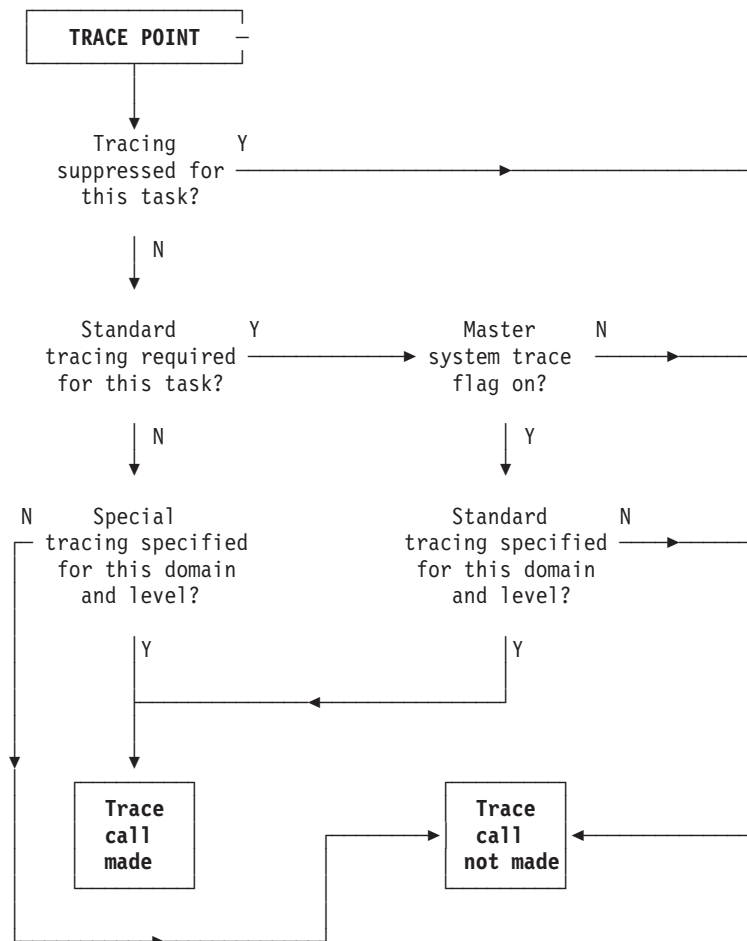 TRACE POINT
Tracing Y
suppressed for
this task?
N
Standard Y Master N
tracing required system trace
for this task? flag on?
N Y
N Special Standard N
tracing specified tracing specified
for this domain for this domain
and level? and level?
Y Y
Trace Trace
call call
made not made